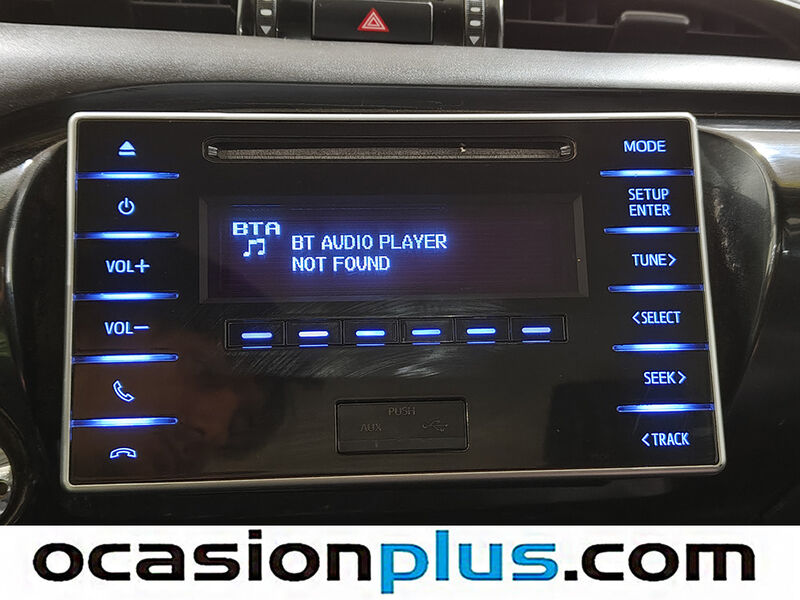 MODE
SETUP
ENTER
BTA
BT AUDIO PLAYER
NOT FOUND
VOL+
TUNE>
VOL-
<SELECT
SEEK>
PUSH
AUX
<TRACK
ocasionplus.com